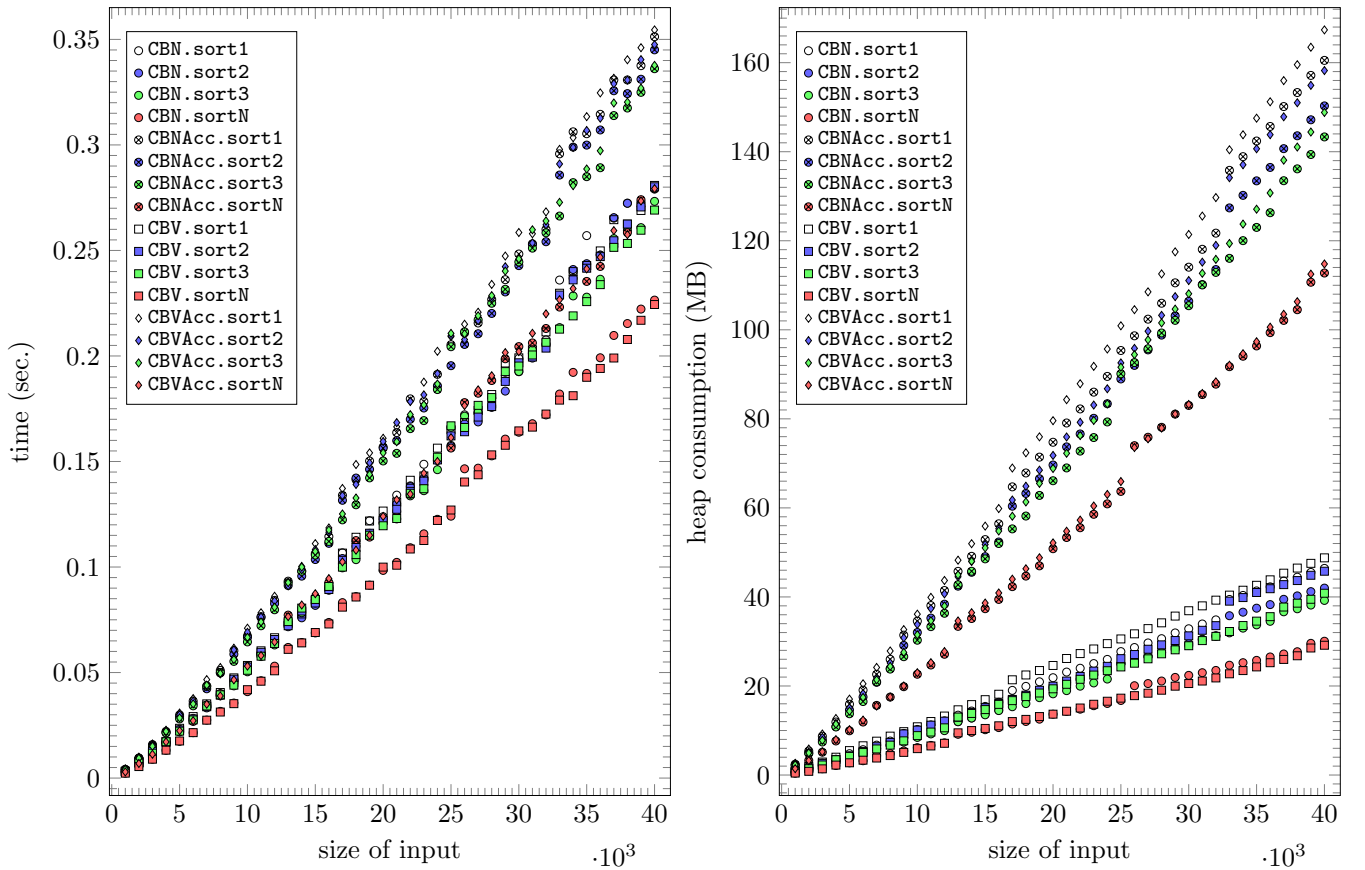 0.35
0.3
0.25
0.2
0.15
0.1
0.05
0
time (sec.)
CBN.sort1
CBN.sort2
CBN.sort3
CBN.sortN
CBNAcc.sort1
CBNAcc.sort2
CBNAcc.sort3
CBNAcc.sortN
CBV.sort1
CBV.sort2
CBV.sort3
CBV.sortN
CBVAcc.sort1
CBVAcc.sort2
CBVAcc.sort3
CBVAcc.sortN
0 5 10 15 20 25 30 35 40
size of input
·10³
160
140
120
100
80
60
40
20
0
heap consumption (MB)
CBN.sort1
CBN.sort2
CBN.sort3
CBN.sortN
CBNAcc.sort1
CBNAcc.sort2
CBNAcc.sort3
CBNAcc.sortN
CBV.sort1
CBV.sort2
CBV.sort3
CBV.sortN
CBVAcc.sort1
CBVAcc.sort2
CBVAcc.sort3
CBVAcc.sortN
0 5 10 15 20 25 30 35 40
size of input
·10³